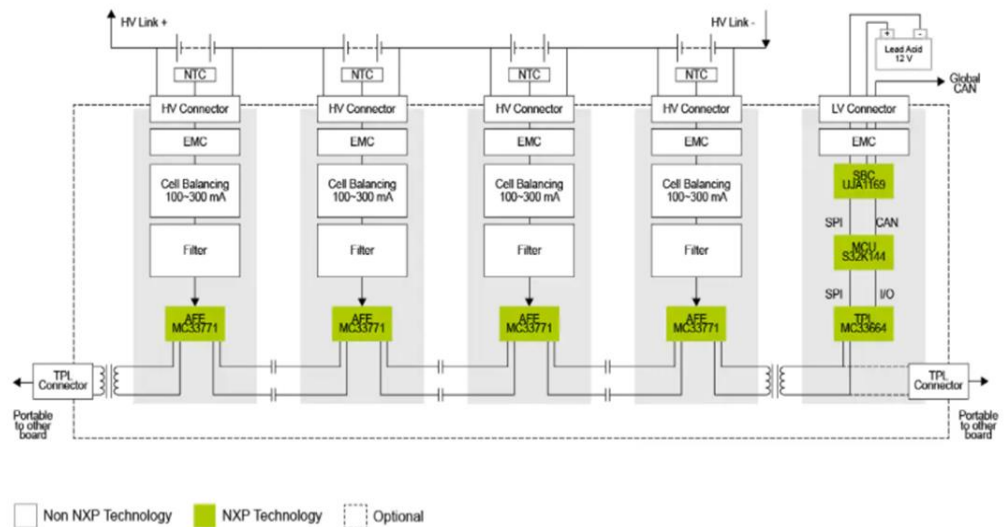 HV Link +
HV Link -
+
-
Lead Acid
12 V
Global
CAN
NTC
NTC
NTC
NTC
HV Connector
HV Connector
HV Connector
HV Connector
LV Connector
EMC
EMC
EMC
EMC
EMC
Cell Balancing
100~300 mA
Cell Balancing
100~300 mA
Cell Balancing
100~300 mA
Cell Balancing
100~300 mA
SBC
UJA1169
SPI
CAN
Filter
Filter
Filter
Filter
MCU
S32K144
SPI
I/O
AFE
MC33771
AFE
MC33771
AFE
MC33771
AFE
MC33771
TPL
MC33664
TPL
Connector
TPL
Connector
Portable
to other
board
Portable
to other
board
Non NXP Technology
NXP Technology
Optional